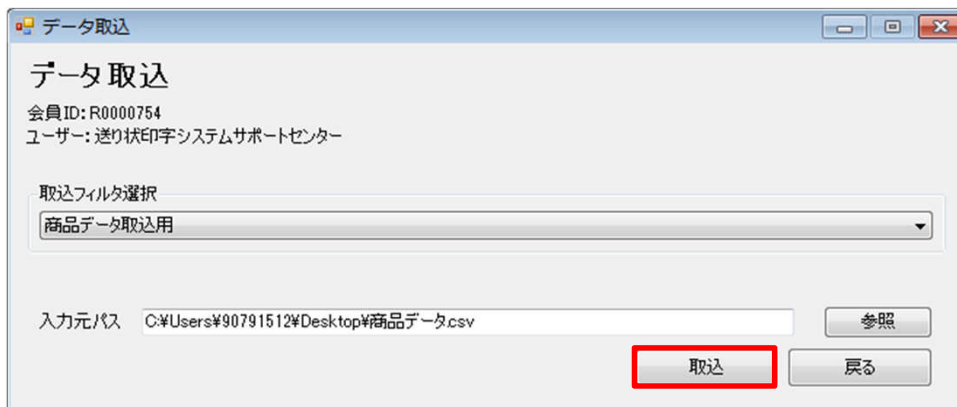 データ取込
データ取込
会員ID: R0000754
ユーザー: 送り状印字システムサポートセンター
取込フィルタ選択
商品データ取込用
入力元パス C:¥Users¥90791512¥Desktop¥商品データ.csv 参照
取込 戻る